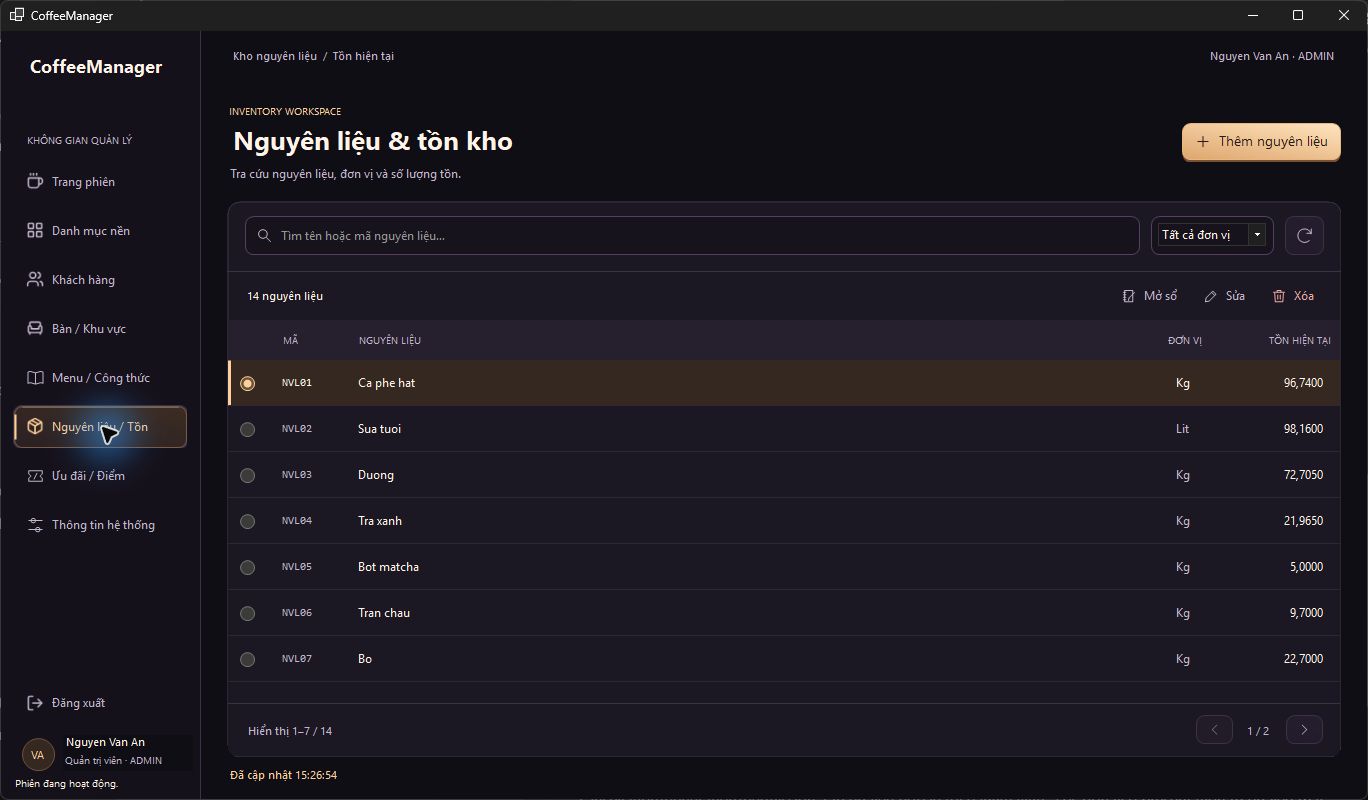 CoffeeManager
CoffeeManager
KHÔNG GIAN QUẢN LÝ
Trang phiên
Danh mục nền
Khách hàng
Bàn / Khu vực
Menu / Công thức
Nguyên liệu / Tồn
Ưu đãi / Điểm
Thông tin hệ thống
Đăng xuất
VA
Nguyen Van An
Quản trị viên · ADMIN
Phiên đang hoạt động.
Kho nguyên liệu / Tồn hiện tại
Nguyen Van An · ADMIN
INVENTORY WORKSPACE
Nguyên liệu & tồn kho
Tra cứu nguyên liệu, đơn vị và số lượng tồn.
Thêm nguyên liệu
Tìm tên hoặc mã nguyên liệu...
Tất cả đơn vị
14 nguyên liệu
Mở sổ Sửa Xóa
MÃ NGUYÊN LIỆU ĐƠN VỊ TỒN HIỆN TẠI
NVL01 Ca phe hat Kg 96,7400
NVL02 Sua tuoi Lit 98,1600
NVL03 Duong Kg 72,7050
NVL04 Tra xanh Kg 21,9650
NVL05 Bot matcha Kg 5,0000
NVL06 Tran chau Kg 9,7000
NVL07 Bo Kg 22,7000
Hiển thị 1–7 / 14
1 / 2
Đã cập nhật 15:26:54